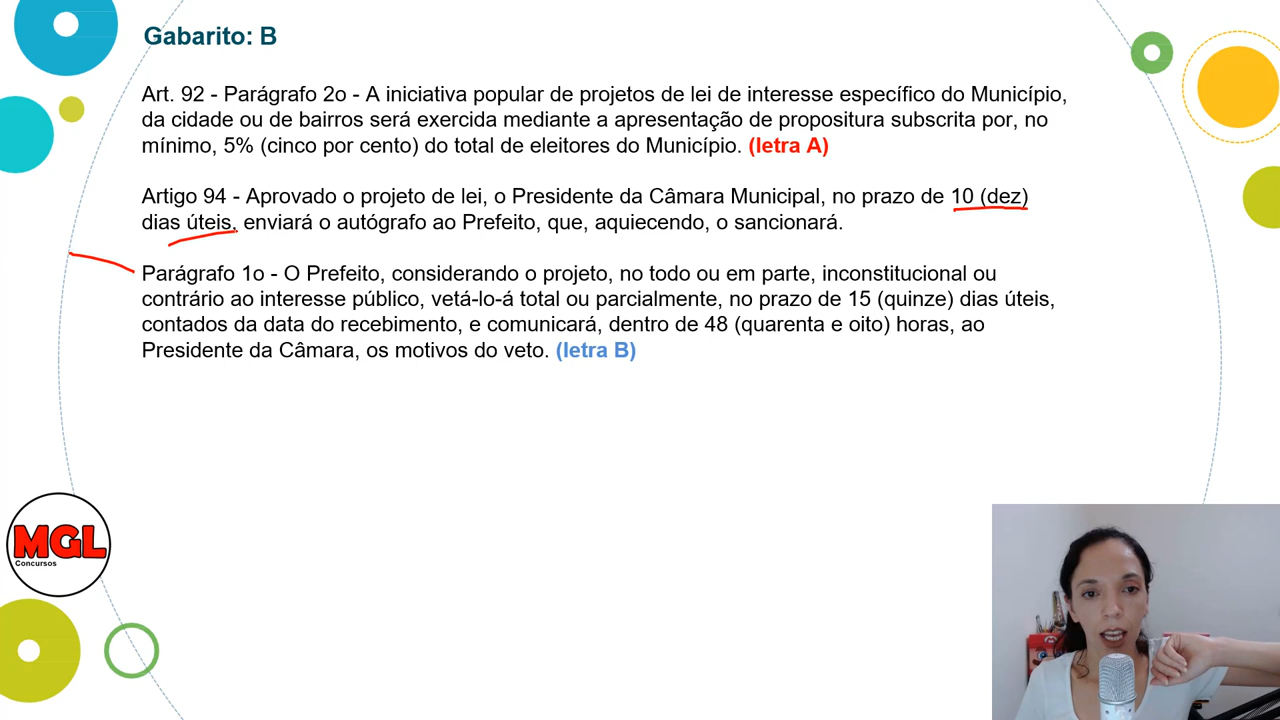 Gabarito: B
Art. 92 - Parágrafo 2o - A iniciativa popular de projetos de lei de interesse específico do Município,
da cidade ou de bairros será exercida mediante a apresentação de propositura subscrita por, no
mínimo, 5% (cinco por cento) do total de eleitores do Município. (letra A)
Artigo 94 - Aprovado o projeto de lei, o Presidente da Câmara Municipal, no prazo de 10 (dez)
dias úteis, enviará o autógrafo ao Prefeito, que, aquiecendo, o sancionará.
Parágrafo 1o - O Prefeito, considerando o projeto, no todo ou em parte, inconstitucional ou
contrário ao interesse público, vetá-lo-á total ou parcialmente, no prazo de 15 (quinze) dias úteis,
contados da data do recebimento, e comunicará, dentro de 48 (quarenta e oito) horas, ao
Presidente da Câmara, os motivos do veto. (letra B)
MGL
Concursos